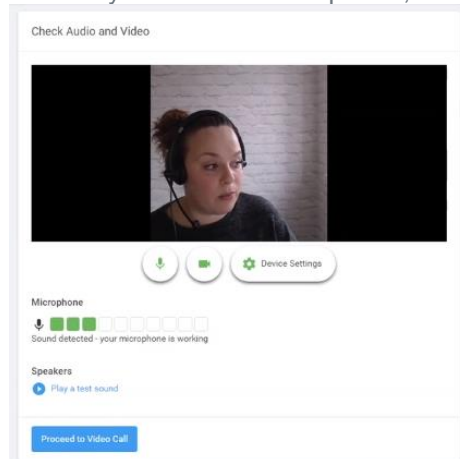 Check Audio and Video
Device Settings
Microphone
Sound detected - your microphone is working
Speakers
Play a test sound
Proceed to Video Call